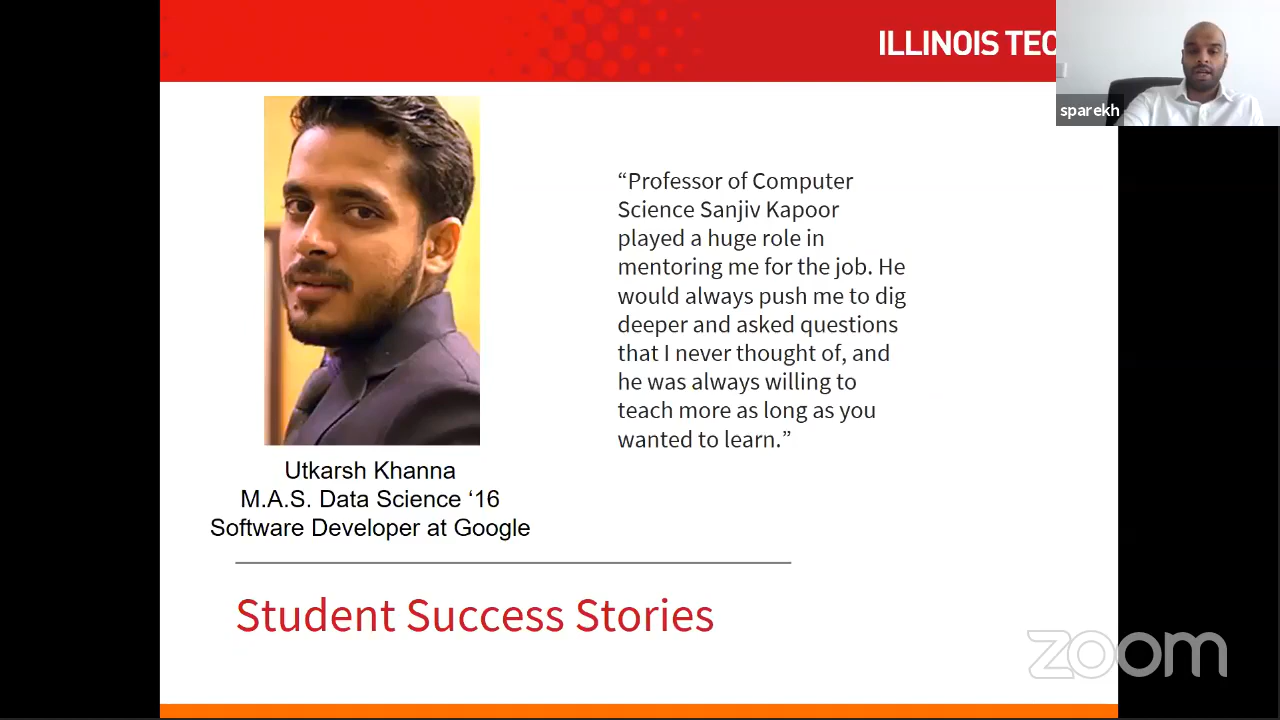 ILLINOIS TEC
sparekh
“Professor of Computer
Science Sanjiv Kapoor
played a huge role in
mentoring me for the job. He
would always push me to dig
deeper and asked questions
that I never thought of, and
he was always willing to
teach more as long as you
wanted to learn.”
Utkarsh Khanna
M.A.S. Data Science ‘16
Software Developer at Google
Student Success Stories
zoom